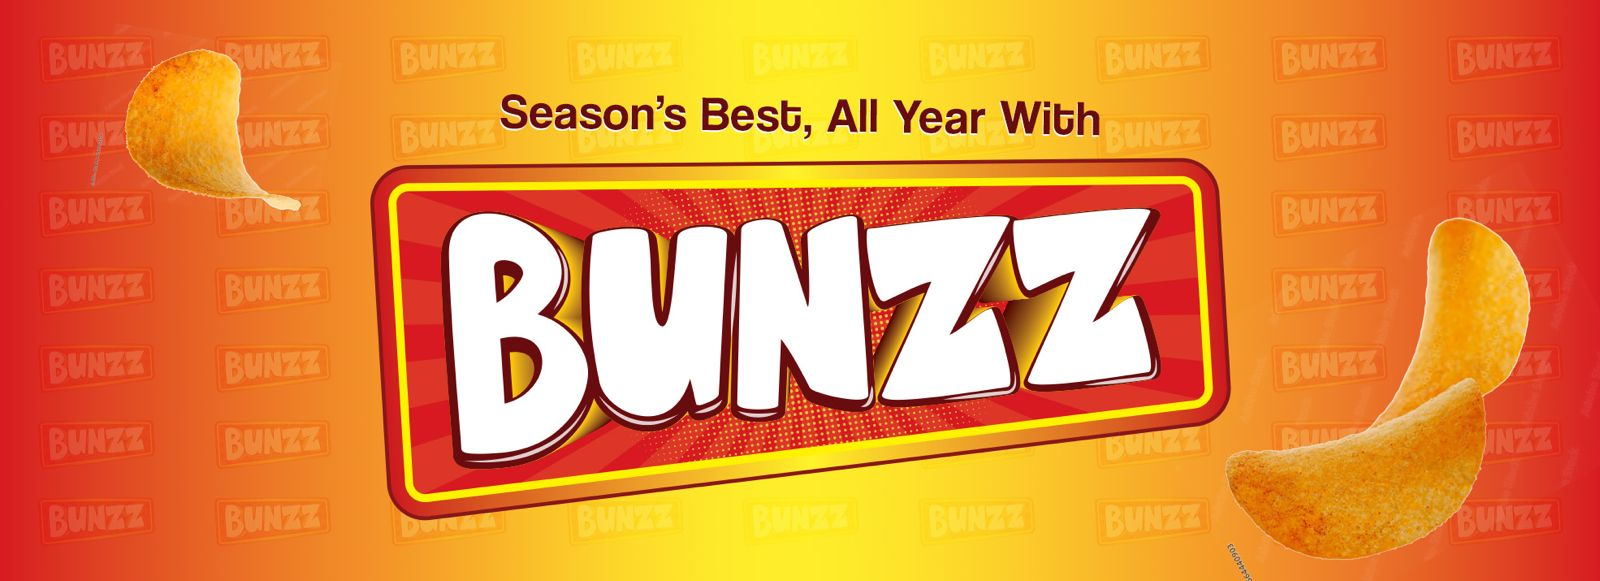 Season's Best, All Year With
BUNZZ